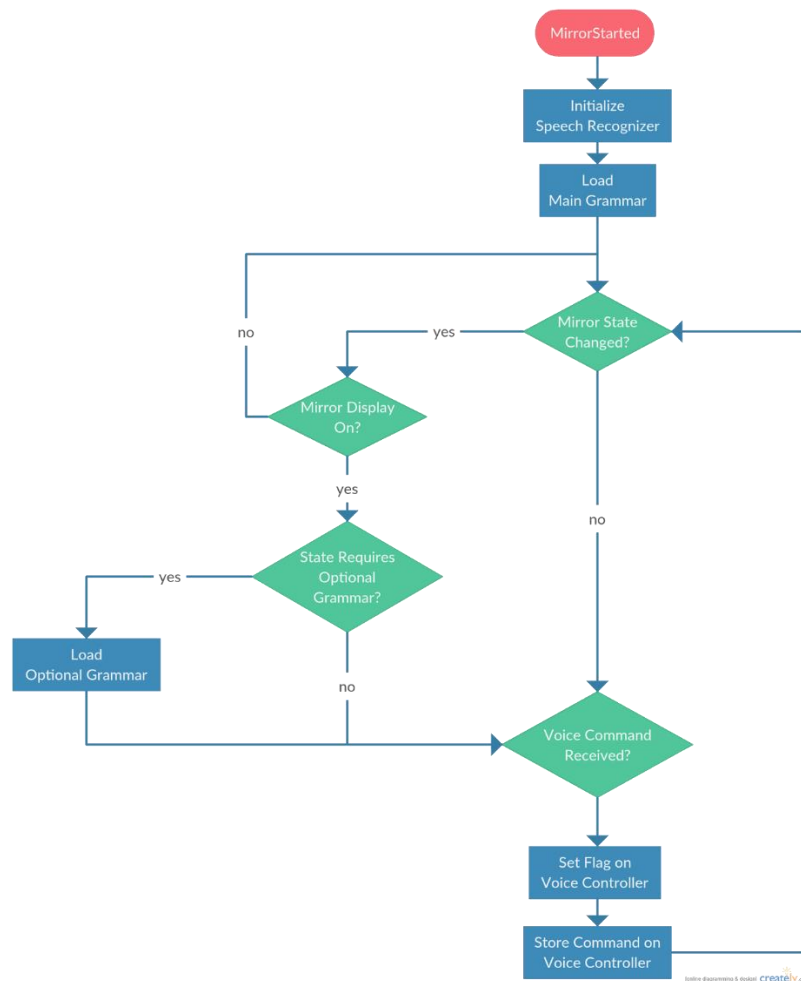 MirrorStarted
Initialize
Speech Recognizer
Load
Main Grammar
Mirror State
Changed?
yes
no
Mirror Display
On?
yes
no
State Requires
Optional
Grammar?
yes
Load
Optional Grammar
no
Voice Command
Received?
Set Flag on
Voice Controller
Store Command on
Voice Controller
creately